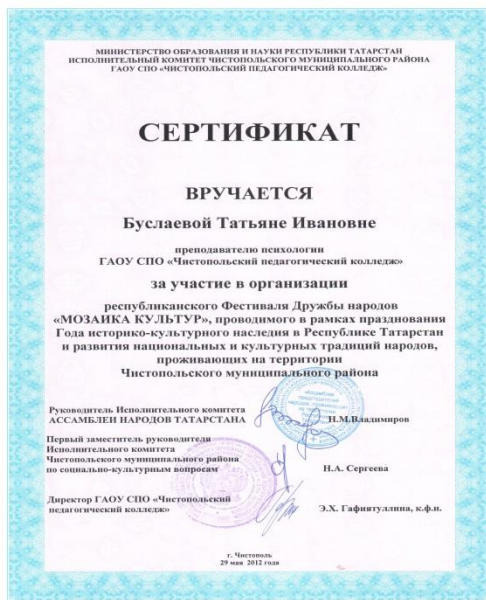 МИНИСТЕРСТВО ОБРАЗОВАНИЯ И НАУКИ РЕСПУБЛИКИ ТАТАРСТАН
ИСПОЛНИТЕЛЬНЫЙ КОМИТЕТ ЧИСТОПОЛЬСКОГО МУНИЦИПАЛЬНОГО РАЙОНА
ГАОУ СПО «ЧИСТОПОЛЬСКИЙ ПЕДАГОГИЧЕСКИЙ КОЛЛЕДЖ»
СЕРТИФИКАТ
ВРУЧАЕТСЯ
Буслаевой Татьяне Ивановне
преподавателю психологии
ГАОУ СПО «Чистопольский педагогический колледж»
за участие в организации
республиканского Фестиваля Дружбы народов
«МОЗАИКА КУЛЬТУР», проводимого в рамках празднования
Года историко-культурного наследия в Республике Татарстан
и развития национальных и культурных традиций народов,
проживающих на территории
Чистопольского муниципального района
Руководитель Исполнительного комитета
АССАМБЛЕИ НАРОДОВ ТАТАРСТАНА Н.М.Владимиров
Первый заместитель руководителя
Исполнительного комитета
Чистопольского муниципального района
по социально-культурным вопросам Н.А. Сергеева
Директор ГАОУ СПО «Чистопольский
педагогический колледж» Э.Х. Гафиятуллина, к.ф.н.
г. Чистополь
29 мая 2012 года